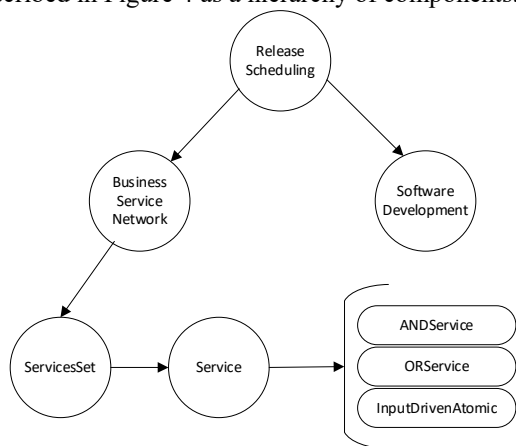 scribed in Figure 4 as a hierarchy of components.
Release
Scheduling
Business
Service
Network
Software
Development
ServicesSet
Service
ANDService
ORService
InputDrivenAtomic